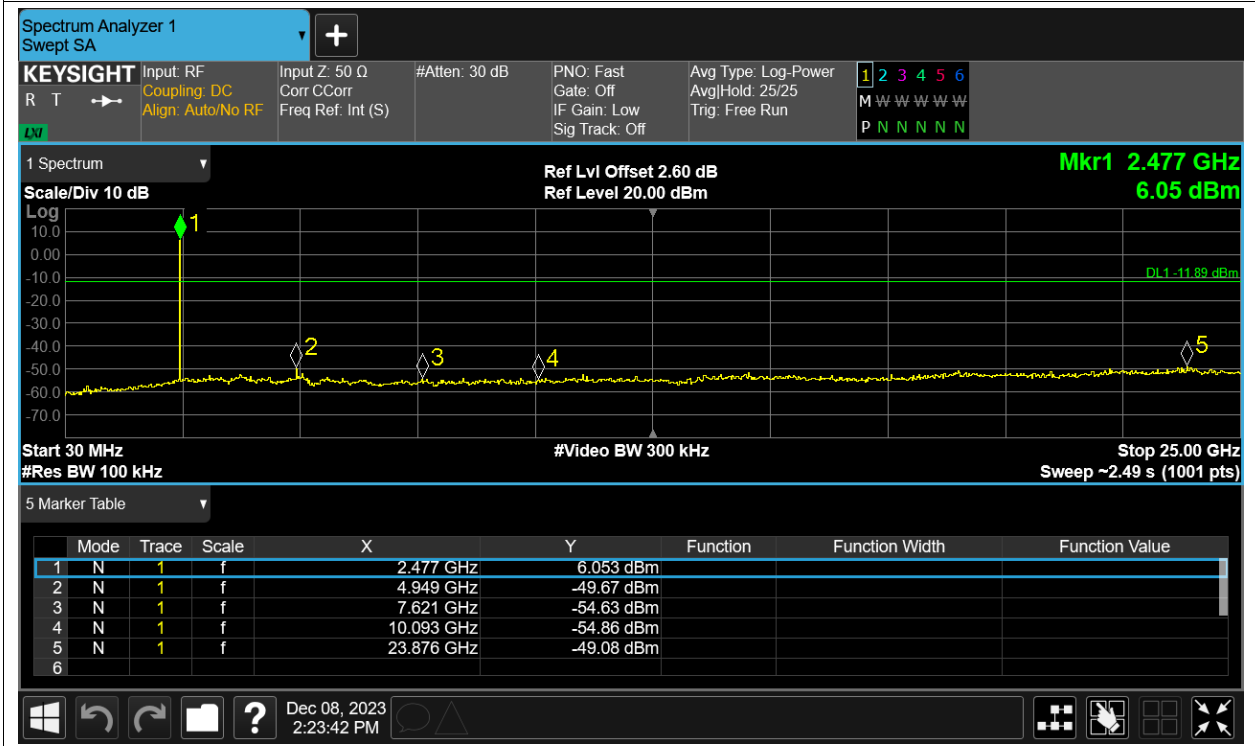 Spectrum Analyzer 1
Swept SA
+
KEYSIGHT
R T
LXI
Input: RF
Coupling: DC
Align: Auto/No RF
Input Z: 50 Ω
Corr CCorr
Freq Ref: Int (S)
#Atten: 30 dB
PNO: Fast
Gate: Off
IF Gain: Low
Sig Track: Off
Avg Type: Log-Power
Avg|Hold: 25/25
Trig: Free Run
1 2 3 4 5 6
M W W W W W
P N N N N N
1 Spectrum
Scale/Div 10 dB
Ref Lvl Offset 2.60 dB
Ref Level 20.00 dBm
Mkr1 2.477 GHz
6.05 dBm
Log
10.0
0.00
-10.0
-20.0
-30.0
-40.0
-50.0
-60.0
-70.0
1
2
3
4
5
DL1 -11.89 dBm
Start 30 MHz
#Res BW 100 kHz
#Video BW 300 kHz
Stop 25.00 GHz
Sweep ~2.49 s (1001 pts)
5 Marker Table
Mode Trace Scale X Y Function Function Width Function Value
1 N 1 f 2.477 GHz 6.053 dBm
2 N 1 f 4.949 GHz -49.67 dBm
3 N 1 f 7.621 GHz -54.63 dBm
4 N 1 f 10.093 GHz -54.86 dBm
5 N 1 f 23.876 GHz -49.08 dBm
6
?
Dec 08, 2023
2:23:42 PM